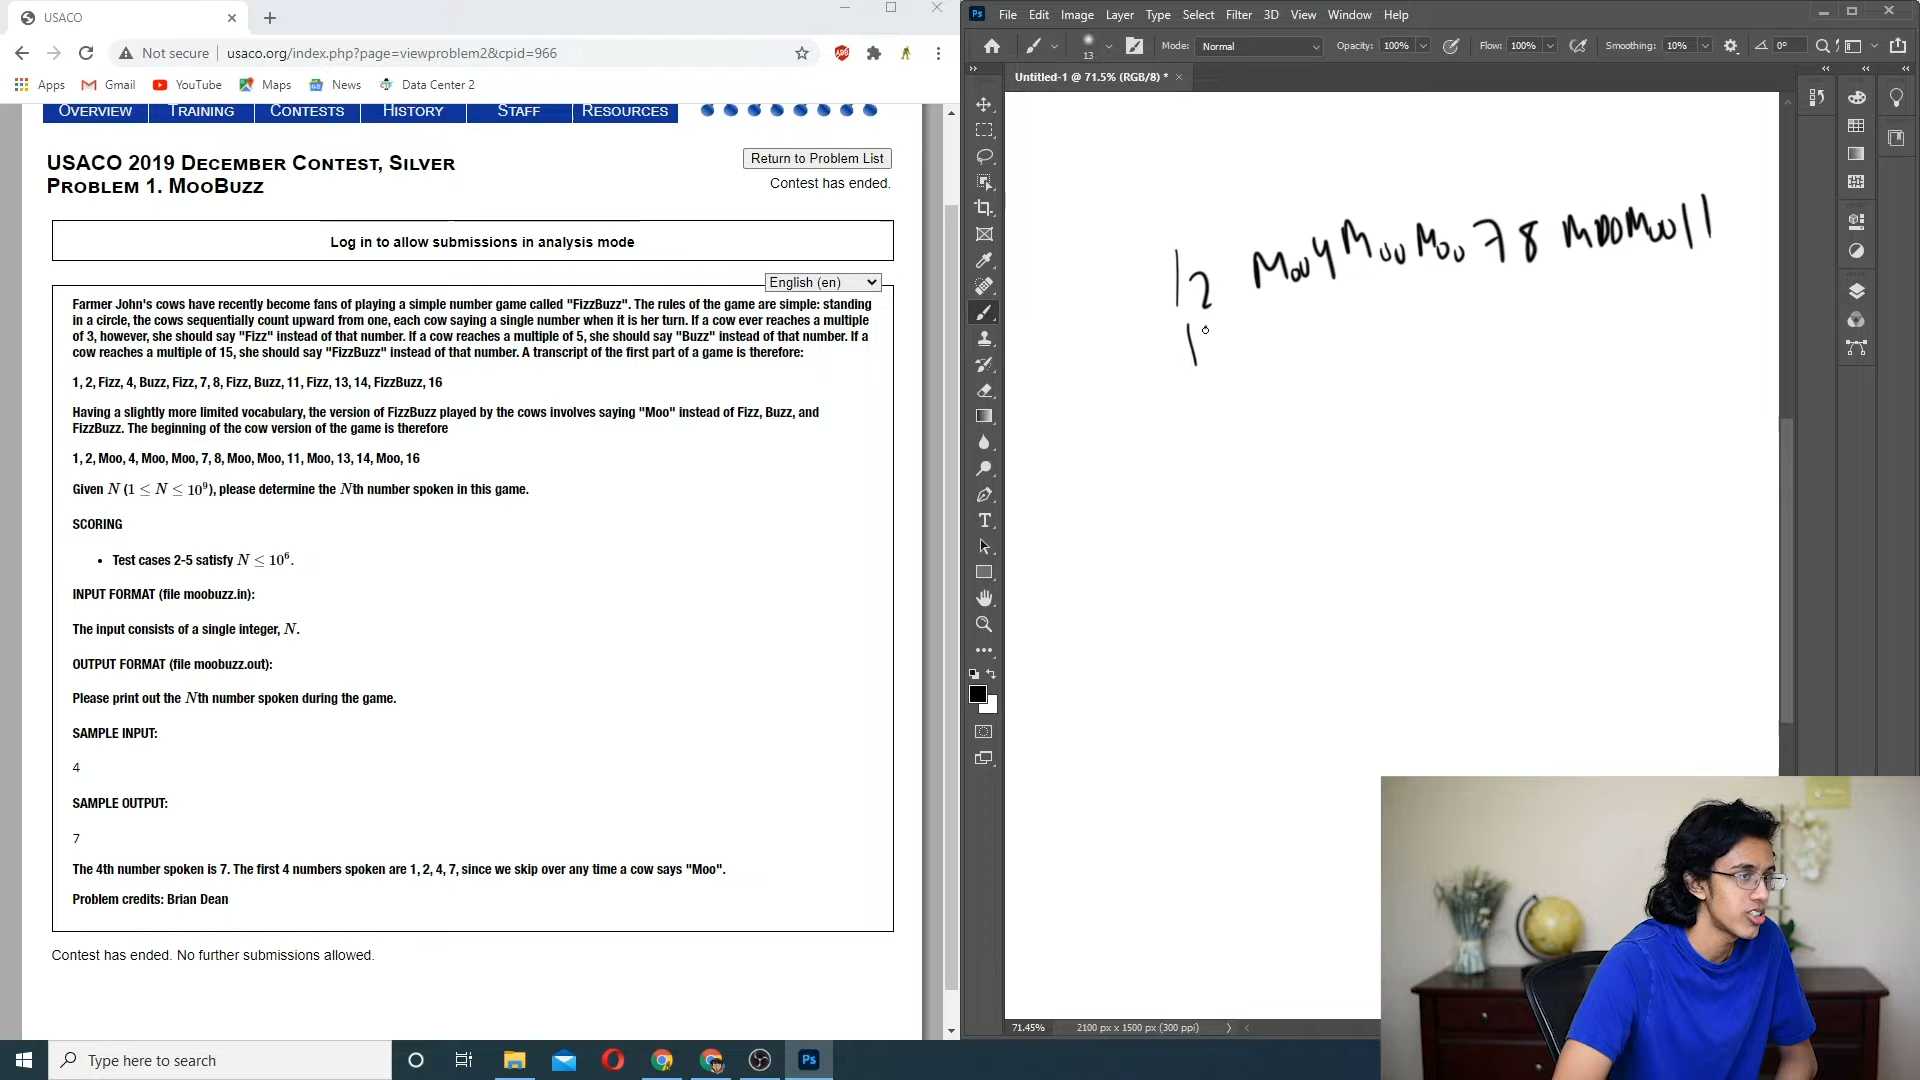 USACO
Not secure
usaco.org/index.php?page=viewproblem2&cpid=966
Apps Gmail YouTube Maps News Data Center 2
OVERVIEW TRAINING CONTESTS HISTORY STAFF RESOURCES
USACO 2019 DECEMBER CONTEST, SILVER
PROBLEM 1. MOOBUZZ
Return to Problem List
Contest has ended.
Log in to allow submissions in analysis mode
English (en)
Farmer John's cows have recently become fans of playing a simple number game called "FizzBuzz". The rules of the game are simple: standing
in a circle, the cows sequentially count upward from one, each cow saying a single number when it is her turn. If a cow ever reaches a multiple
of 3, however, she should say "Fizz" instead of that number. If a cow reaches a multiple of 5, she should say "Buzz" instead of that number. If a
cow reaches a multiple of 15, she should say "FizzBuzz" instead of that number. A transcript of the first part of a game is therefore:
1, 2, Fizz, 4, Buzz, Fizz, 7, 8, Fizz, Buzz, 11, Fizz, 13, 14, FizzBuzz, 16
Having a slightly more limited vocabulary, the version of FizzBuzz played by the cows involves saying "Moo" instead of Fizz, Buzz, and
FizzBuzz. The beginning of the cow version of the game is therefore
1, 2, Moo, 4, Moo, Moo, 7, 8, Moo, Moo, 11, Moo, 13, 14, Moo, 16
Given N (1 ≤ N ≤ 10⁹), please determine the Nth number spoken in this game.
SCORING
• Test cases 2-5 satisfy N ≤ 10⁶.
INPUT FORMAT (file moobuzz.in):
The input consists of a single integer, N.
OUTPUT FORMAT (file moobuzz.out):
Please print out the Nth number spoken during the game.
SAMPLE INPUT:
4
SAMPLE OUTPUT:
7
The 4th number spoken is 7. The first 4 numbers spoken are 1, 2, 4, 7, since we skip over any time a cow says "Moo".
Problem credits: Brian Dean
Contest has ended. No further submissions allowed.
Type here to search
Ps File Edit Image Layer Type Select Filter 3D View Window Help
13 Mode: Normal Opacity: 100% Flow: 100% Smoothing: 10% 0°
Untitled-1 @ 71.5% (RGB/8) *
1 2 Moo 4 Moo Moo 7 8 Moo Moo 11
1
71.45% 2100 px x 1500 px (300 ppi)
Ps